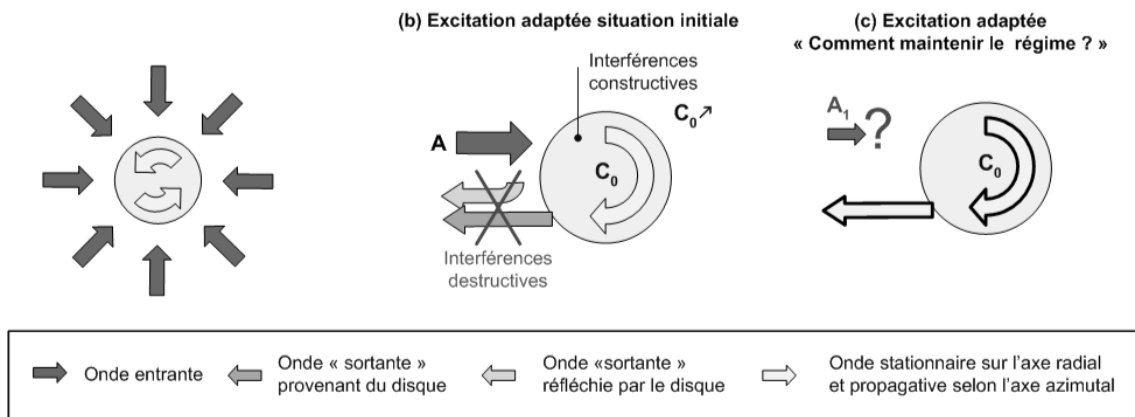 (b) Excitation adaptée situation initiale
Interférences
constructives
C₀↗
A
C₀
Interférences
destructives
(c) Excitation adaptée
« Comment maintenir le régime ? »
A₁
?
C₀
Onde entrante
Onde « sortante »
provenant du disque
Onde «sortante »
réfléchie par le disque
Onde stationnaire sur l'axe radial
et propagative selon l'axe azimutal